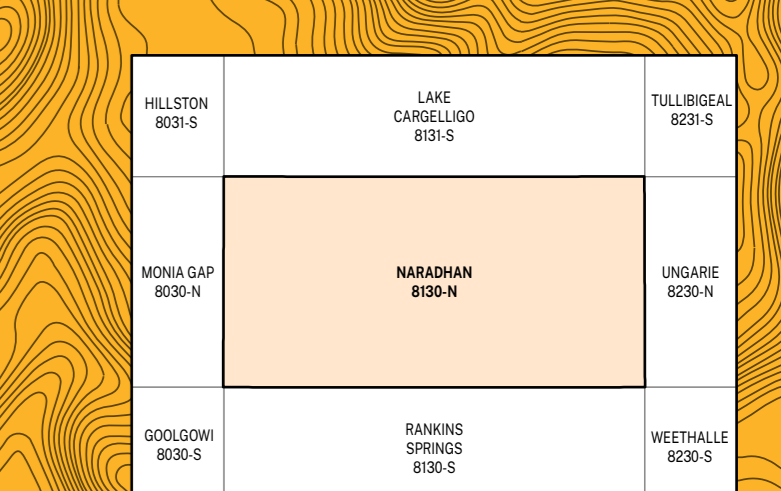 HILLSTON
8031-S
LAKE
CARGELLIGO
8131-S
TULLIBIGEAL
8231-S
MONIA GAP
8030-N
NARADHAN
8130-N
UNGARIE
8230-N
GOOLGOWI
8030-S
RANKINS
SPRINGS
8130-S
WEETHALLE
8230-S